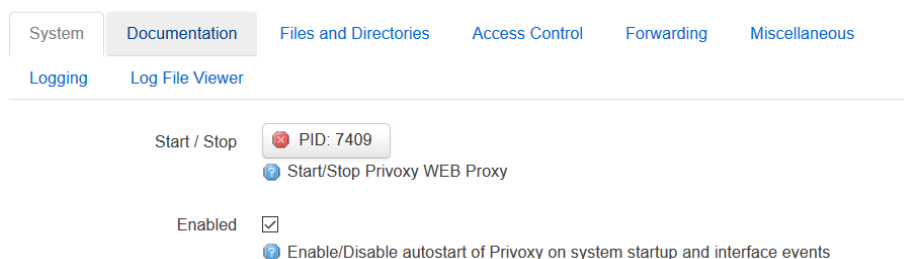 System Documentation Files and Directories Access Control Forwarding Miscellaneous
Logging Log File Viewer
Start / Stop PID: 7409
Start/Stop Privoxy WEB Proxy
Enabled
Enable/Disable autostart of Privoxy on system startup and interface events